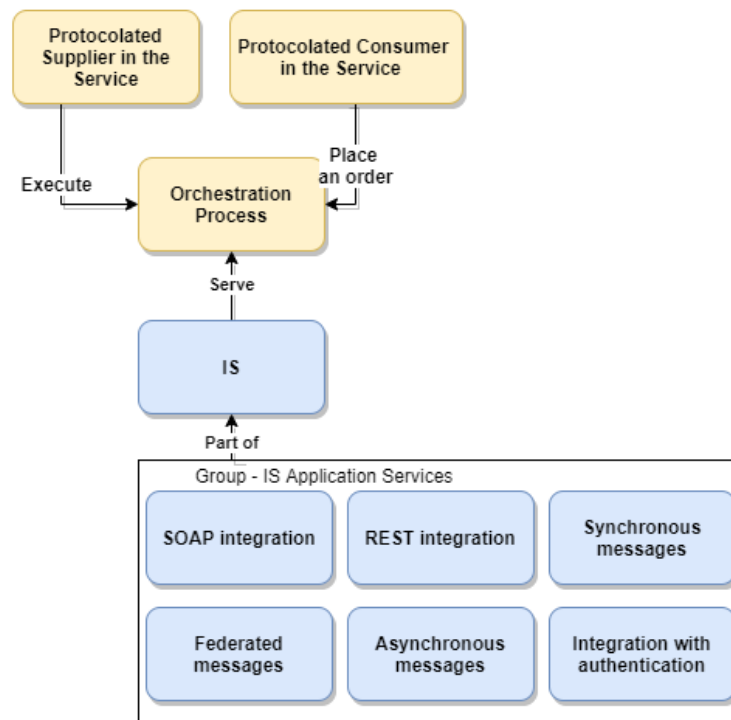 Protocolated
Supplier in the
Service
Protocolated Consumer
in the Service
Execute
Place
an order
Orchestration
Process
Serve
IS
Part of
Group - IS Application Services
SOAP integration
REST integration
Synchronous
messages
Federated
messages
Asynchronous
messages
Integration with
authentication